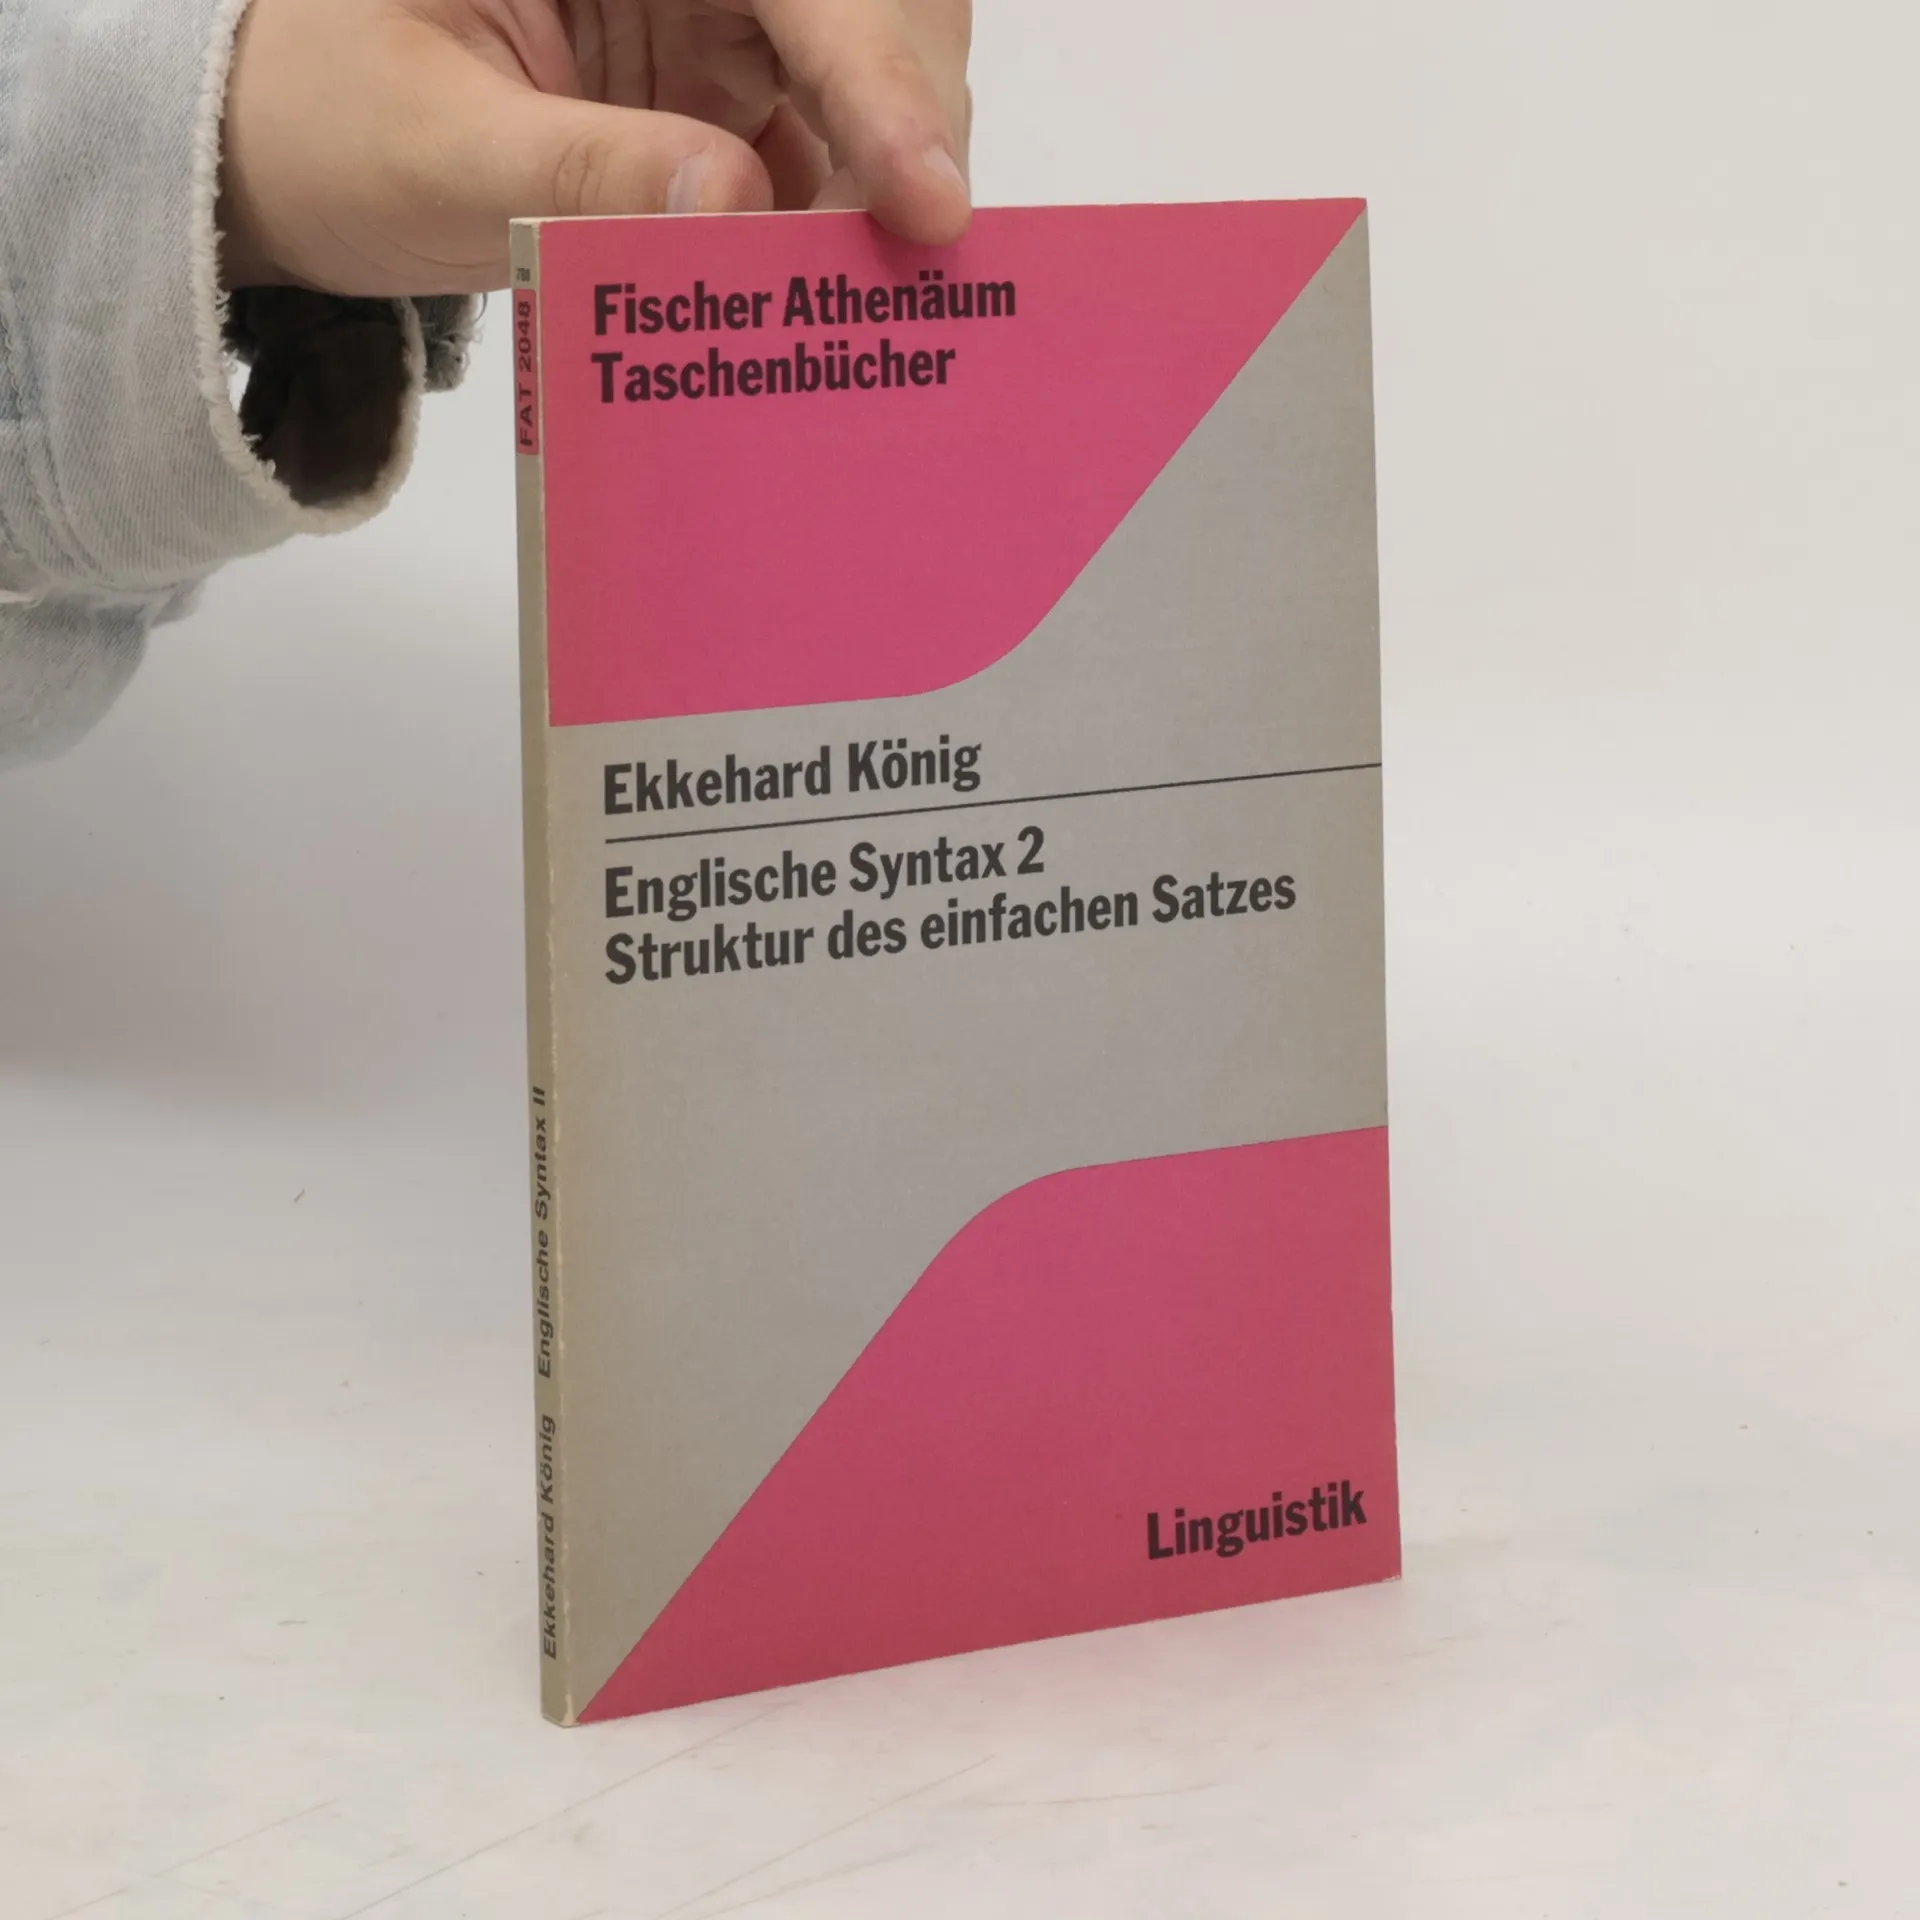 Fischer Athenäum
Taschenbücher
Ekkehard König
Englische Syntax 2
Struktur des einfachen Satzes
Linguistik
FAT 2048
Ekkehard König Englische Syntax II